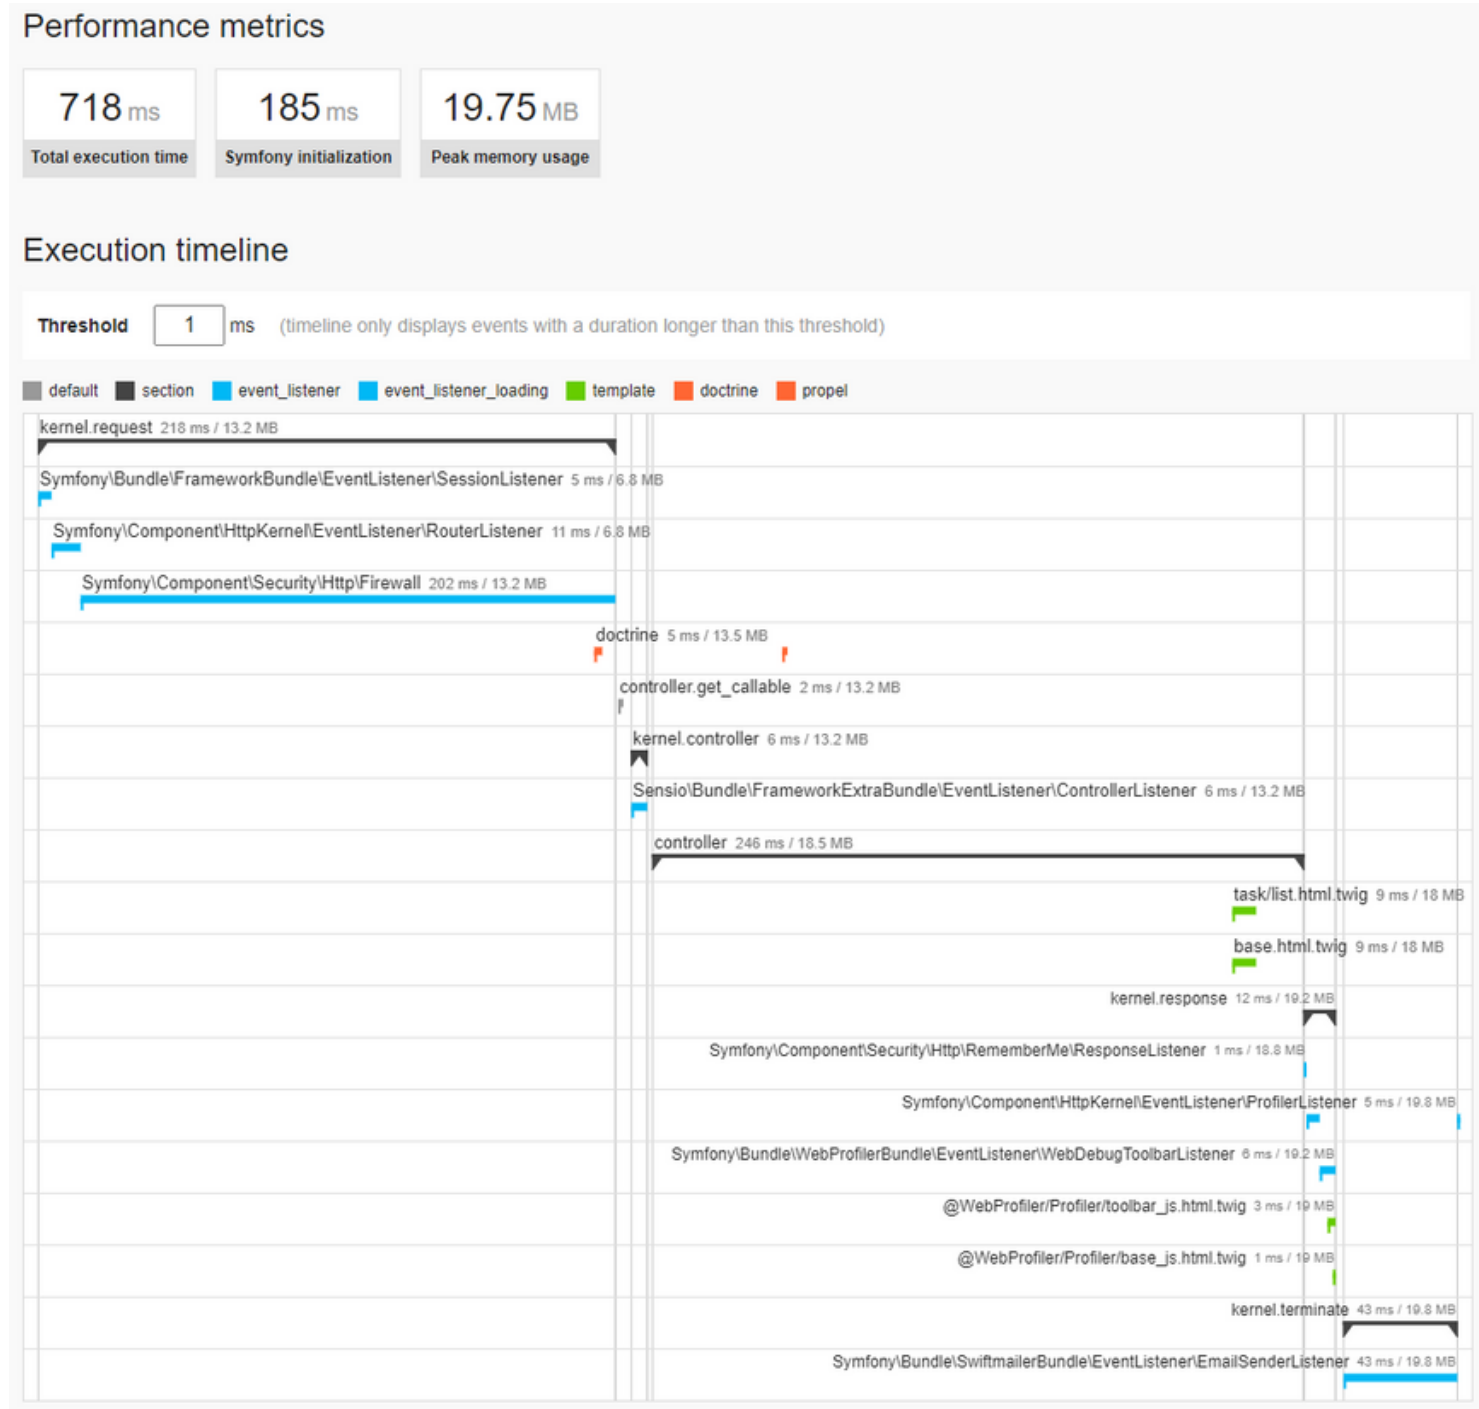 Performance metrics
718 ms 185 ms 19.75 MB
Total execution time Symfony initialization Peak memory usage
Execution timeline
Threshold 1 ms (timeline only displays events with a duration longer than this threshold)
default section event_listener event_listener_loading template doctrine propel
kernel.request 218 ms / 13.2 MB
Symfony\Bundle\FrameworkBundle\EventListener\SessionListener 5 ms / 6.8 MB
Symfony\Component\HttpKernel\EventListener\RouterListener 11 ms / 6.8 MB
Symfony\Component\Security\Http\Firewall 202 ms / 13.2 MB
doctrine 5 ms / 13.5 MB
controller.get_callable 2 ms / 13.2 MB
kernel.controller 6 ms / 13.2 MB
Sensio\Bundle\FrameworkExtraBundle\EventListener\ControllerListener 6 ms / 13.2 MB
controller 246 ms / 18.5 MB
task/list.html.twig 9 ms / 18 MB
base.html.twig 9 ms / 18 MB
kernel.response 12 ms / 19.2 MB
Symfony\Component\Security\Http\RememberMe\ResponseListener 1 ms / 18.8 MB
Symfony\Component\HttpKernel\EventListener\ProfilerListener 5 ms / 19.8 MB
Symfony\Bundle\WebProfilerBundle\EventListener\WebDebugToolbarListener 6 ms / 19.2 MB
@WebProfiler/Profiler/toolbar_js.html.twig 3 ms / 19 MB
@WebProfiler/Profiler/base_js.html.twig 1 ms / 19 MB
kernel.terminate 43 ms / 19.8 MB
Symfony\Bundle\SwiftmailerBundle\EventListener\EmailSenderListener 43 ms / 19.8 MB